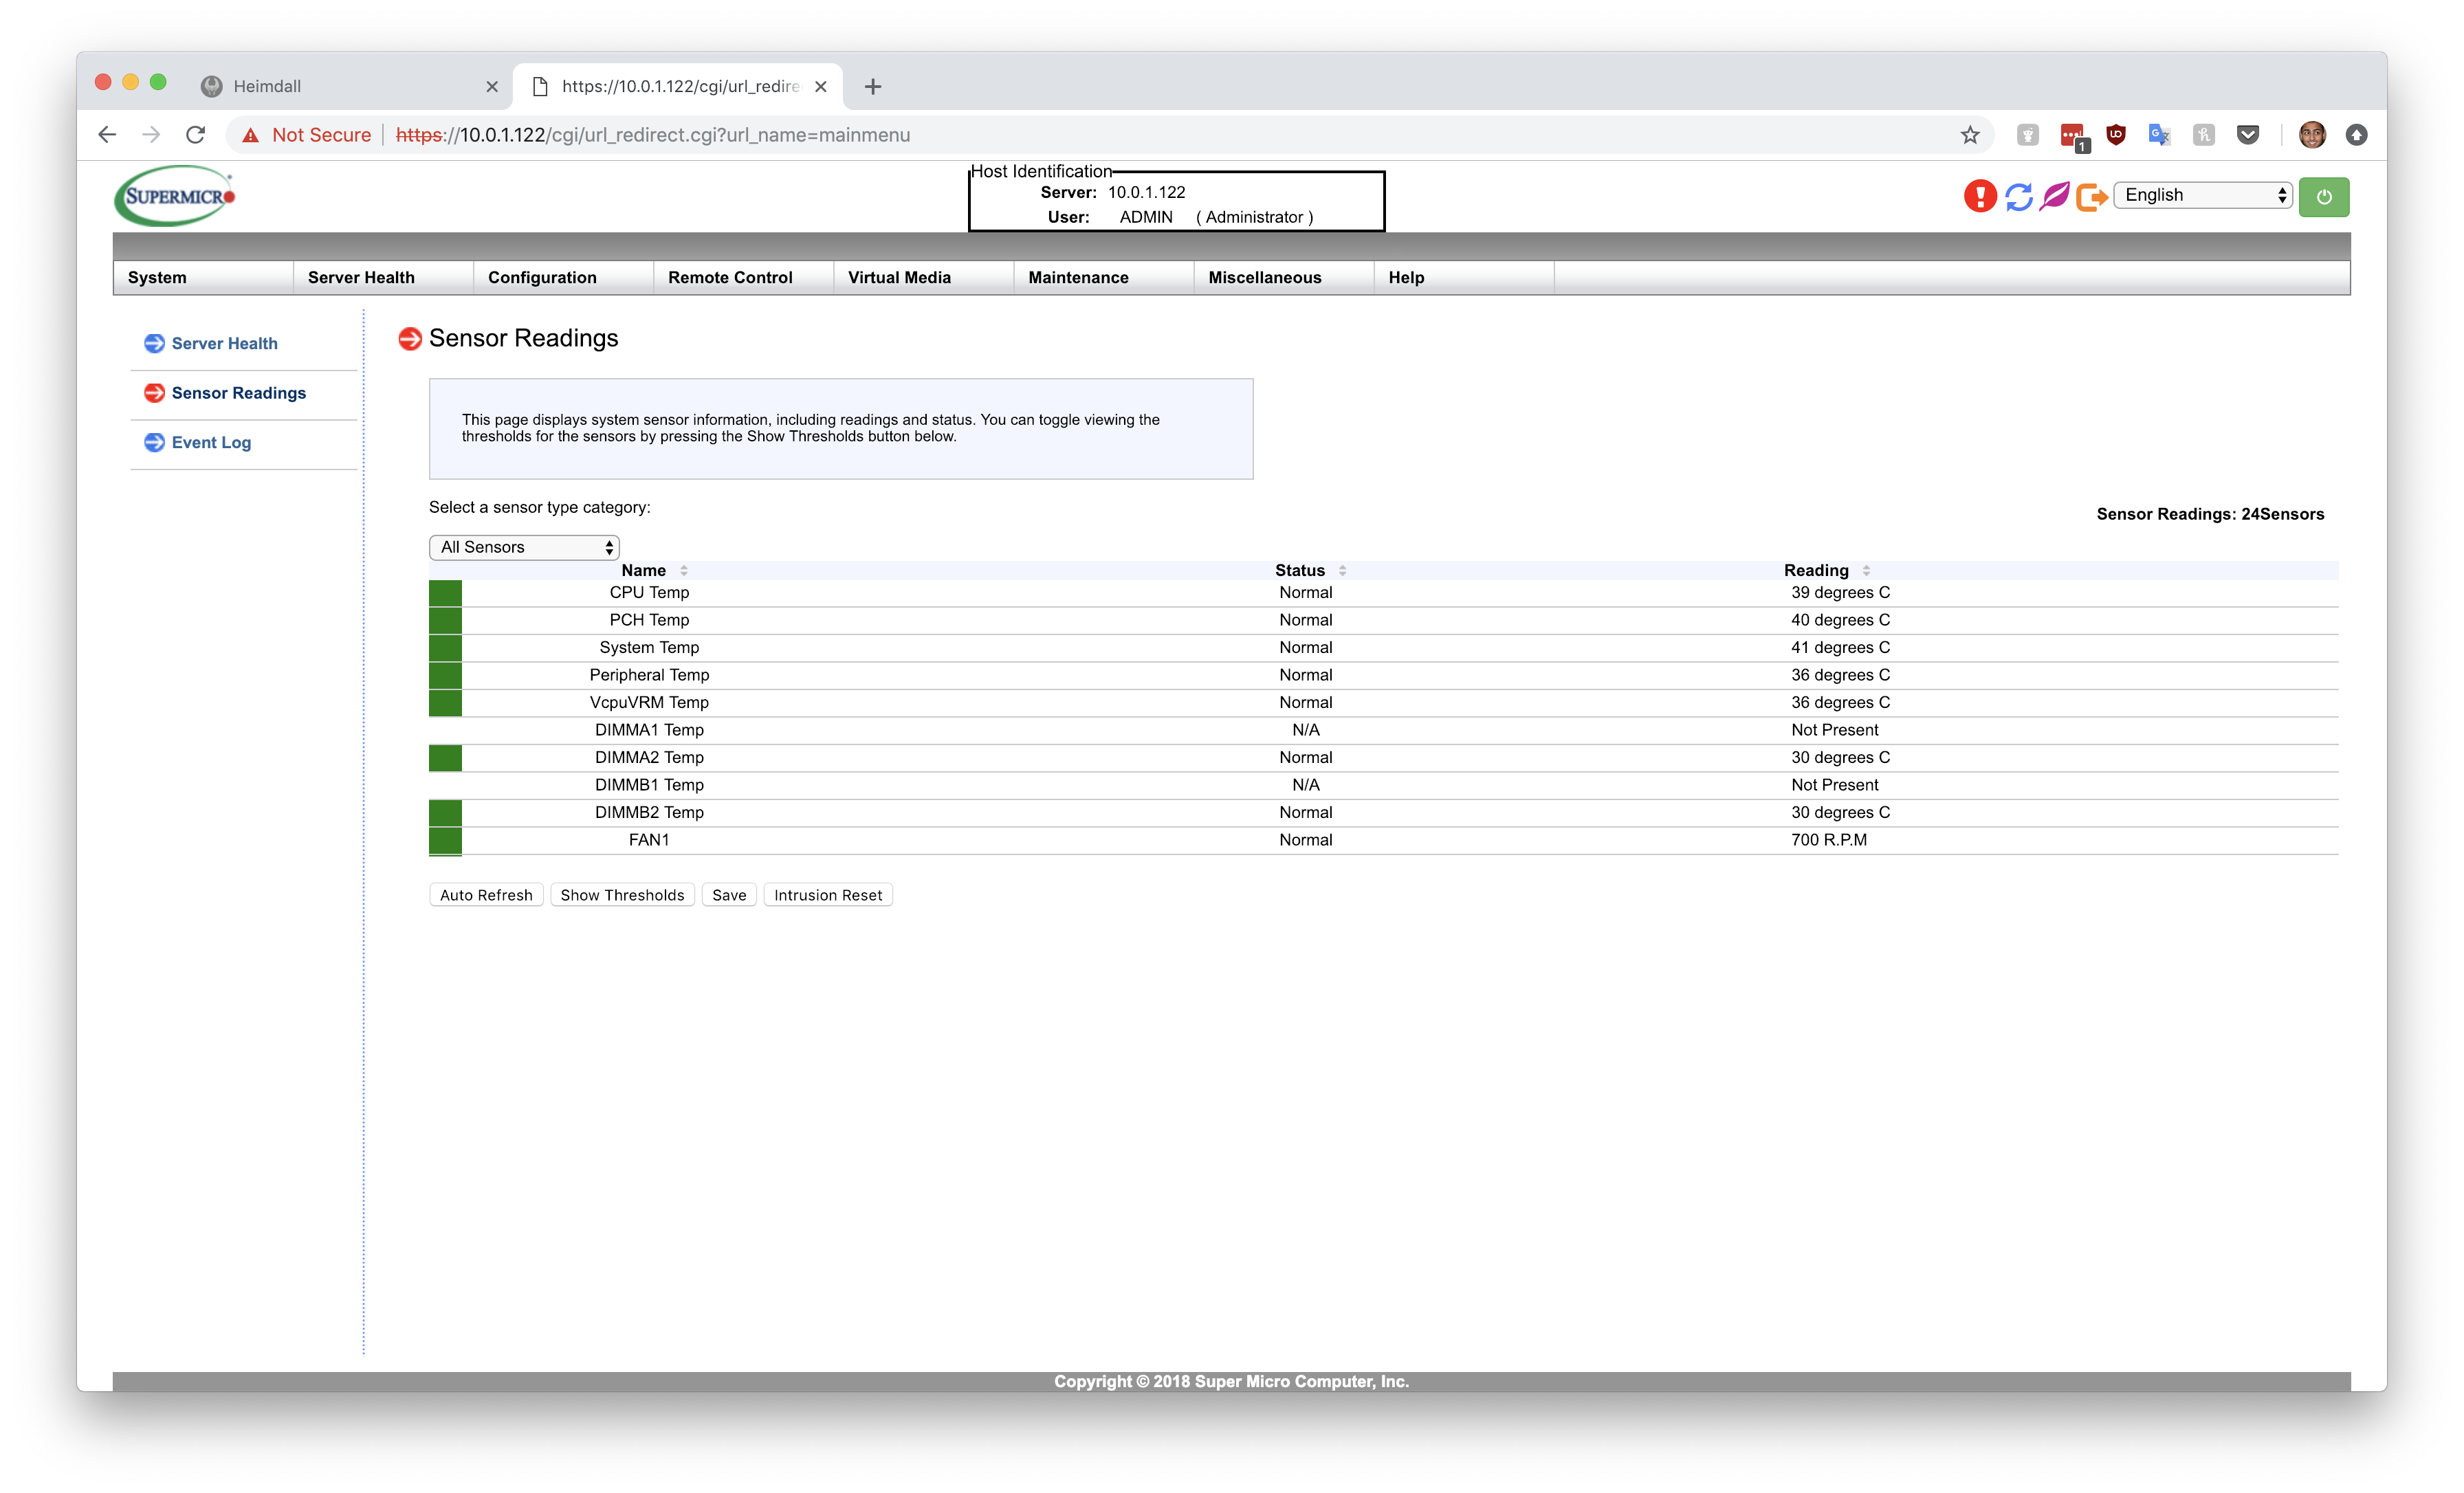 Heimdall
https://10.0.1.122/cgi/url_redire
Not Secure https://10.0.1.122/cgi/url_redirect.cgi?url_name=mainmenu
1
SUPERMICR
Host Identification
Server: 10.0.1.122
User: ADMIN ( Administrator )
English
System Server Health Configuration Remote Control Virtual Media Maintenance Miscellaneous Help
Server Health
Sensor Readings
Event Log
Sensor Readings
This page displays system sensor information, including readings and status. You can toggle viewing the
thresholds for the sensors by pressing the Show Thresholds button below.
Select a sensor type category:
Sensor Readings: 24Sensors
All Sensors
Name Status Reading
CPU Temp Normal 39 degrees C
PCH Temp Normal 40 degrees C
System Temp Normal 41 degrees C
Peripheral Temp Normal 36 degrees C
VcpuVRM Temp Normal 36 degrees C
DIMMA1 Temp N/A Not Present
DIMMA2 Temp Normal 30 degrees C
DIMMB1 Temp N/A Not Present
DIMMB2 Temp Normal 30 degrees C
FAN1 Normal 700 R.P.M
Auto Refresh Show Thresholds Save Intrusion Reset
Copyright © 2018 Super Micro Computer, Inc.